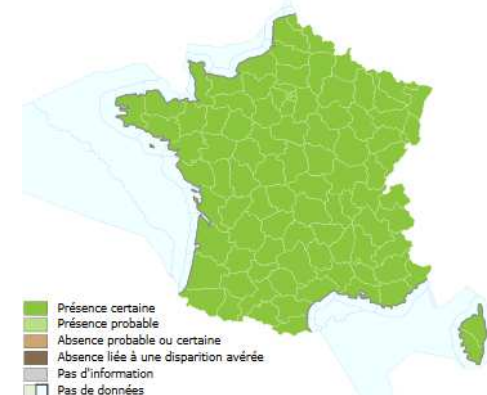 Présence certaine
Présence probable
Absence probable ou certaine
Absence liée à une disparition avérée
Pas d'information
Pas de données